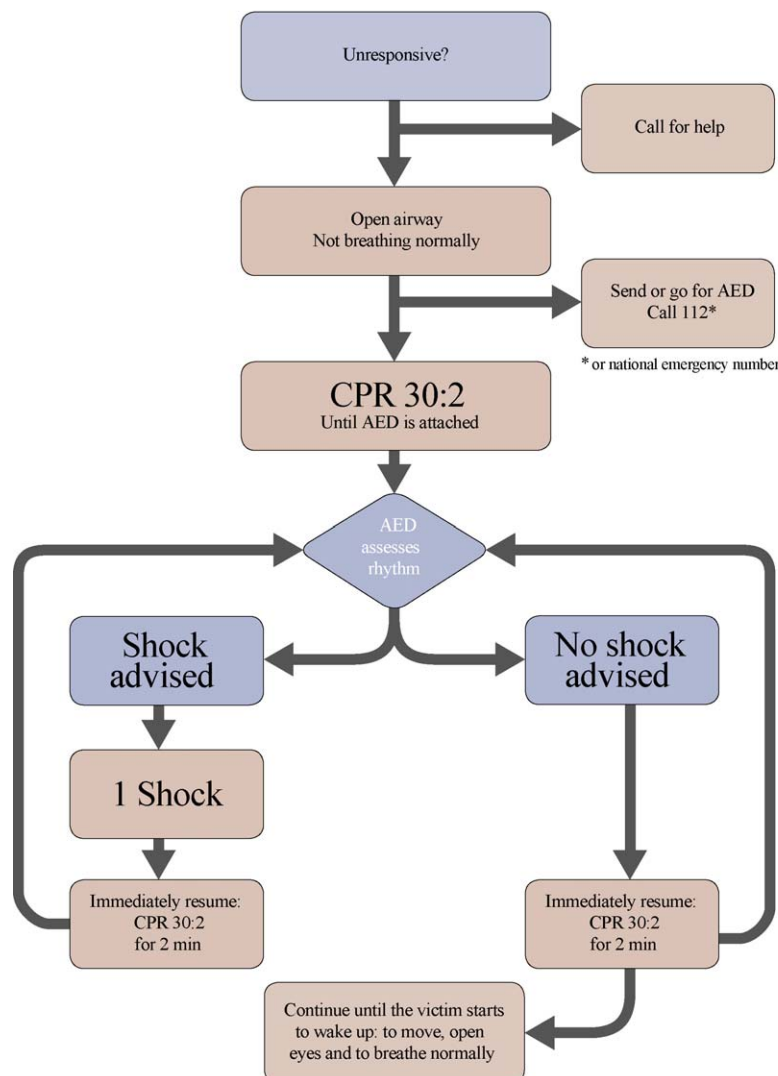 Unresponsive?
Call for help
Open airway
Not breathing normally
Send or go for AED
Call 112*
* or national emergency number
CPR 30:2
Until AED is attached
AED
assesses
rhythm
Shock
advised
No shock
advised
1 Shock
Immediately resume:
CPR 30:2
for 2 min
Immediately resume:
CPR 30:2
for 2 min
Continue until the victim starts
to wake up: to move, open
eyes and to breathe normally